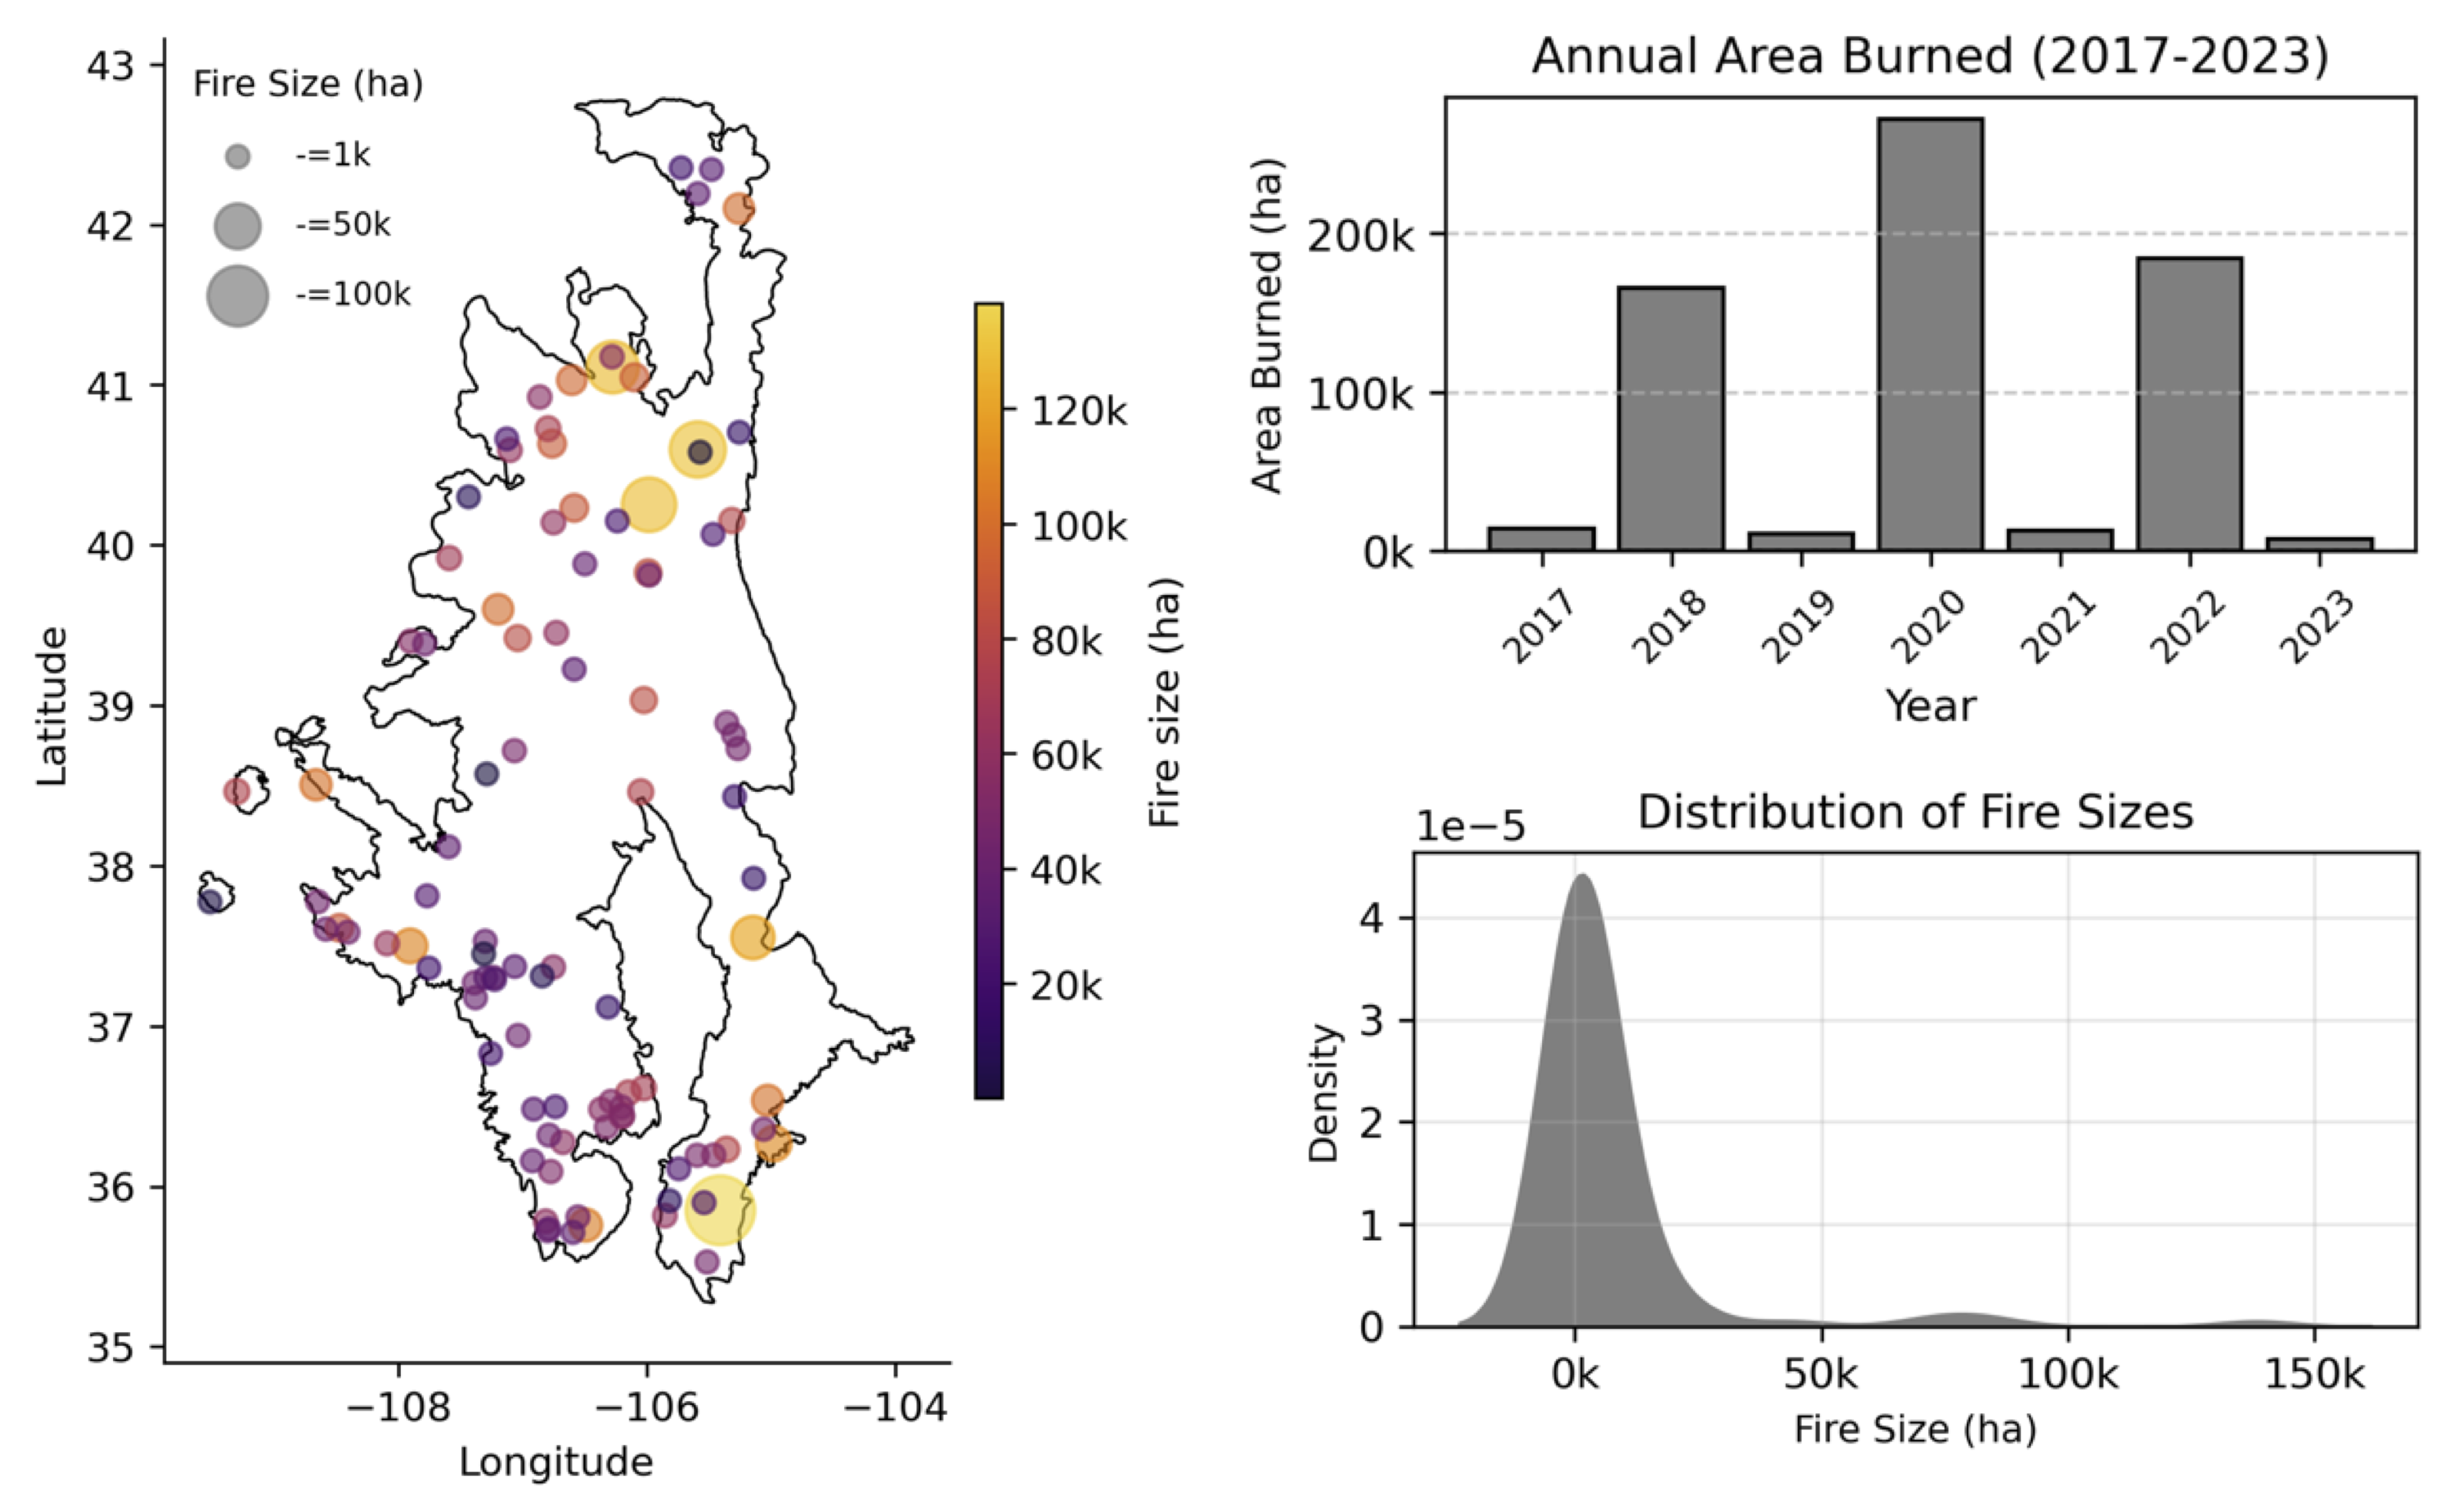 Fire Size (ha)
-=1k
-=50k
-=100k
43
42
41
40
39
38
37
36
35
Latitude
−108
−106
−104
Longitude
120k
100k
80k
60k
40k
20k
Fire size (ha)
Annual Area Burned (2017-2023)
200k
100k
0k
Area Burned (ha)
2017
2018
2019
2020
2021
2022
2023
Year
1e−5
Distribution of Fire Sizes
4
3
2
1
0
Density
0k
50k
100k
150k
Fire Size (ha)